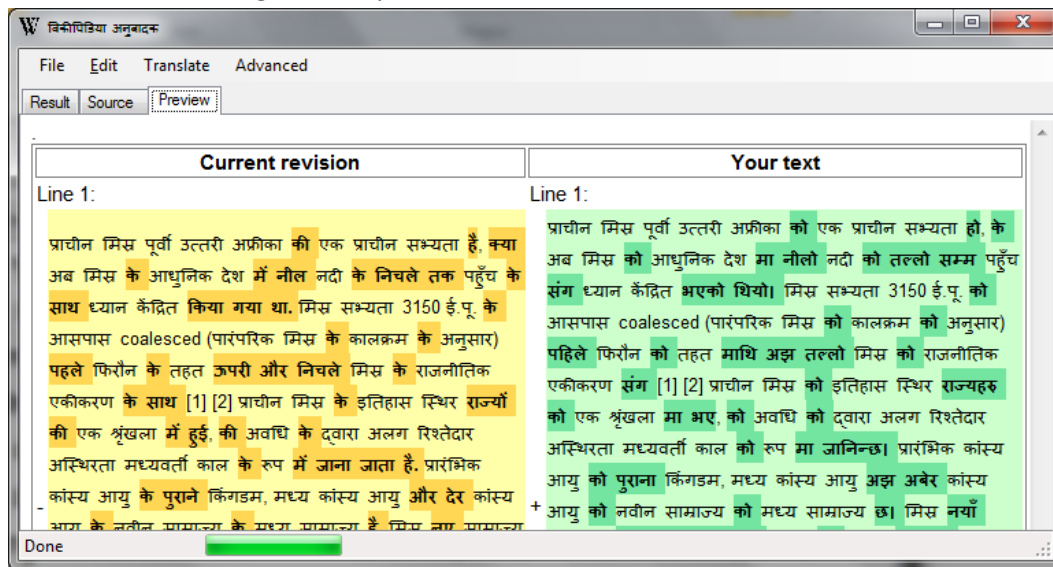 विकीपिडिया अनुबादक
File Edit Translate Advanced
Result Source Preview
Current revision
Line 1:
प्राचीन मिस्र पूर्वी उत्तरी अफ्रीका की एक प्राचीन सभ्यता है, क्या
अब मिस्र के आधुनिक देश में नील नदी के निचले तक पहुँच के
साथ ध्यान केंद्रित किया गया था. मिस्र सभ्यता 3150 ई.पू. के
आसपास coalesced (पारंपरिक मिस्र के कालक्रम के अनुसार)
पहले फिरौन के तहत ऊपरी और निचले मिस्र के राजनीतिक
एकीकरण के साथ [1] [2] प्राचीन मिस्र के इतिहास स्थिर राज्यों
की एक श्रृंखला में हुई, की अवधि के द्वारा अलग रिश्तेदार
अस्थिरता मध्यवर्ती काल के रूप में जाना जाता है. प्रारंभिक
कांस्य आयु के पुराने किंगडम, मध्य कांस्य आयु और देर कांस्य
- आयु के नवीन साम्राज्य के मध्य साम्राज्य है मिस्र नए साम्राज्य
Your text
Line 1:
प्राचीन मिस्र पूर्वी उत्तरी अफ्रीका को एक प्राचीन सभ्यता हो, के
अब मिस्र को आधुनिक देश मा नीलो नदी को तल्लो सम्म पहुँच
संग ध्यान केंद्रित भएको थियो। मिस्र सभ्यता 3150 ई.पू. को
आसपास coalesced (पारंपरिक मिस्र को कालक्रम को अनुसार)
पहिले फिरौन को तहत माथि अझ तल्लो मिस्र को राजनीतिक
एकीकरण संग [1] [2] प्राचीन मिस्र को इतिहास स्थिर राज्यहरु
को एक श्रृंखला मा भए, को अवधि को द्वारा अलग रिश्तेदार
अस्थिरता मध्यवर्ती काल को रूप मा जानिन्छ। प्रारंभिक कांस्य
आयु को पुराना किंगडम, मध्य कांस्य आयु अझ अबेर कांस्य
+ आयु को नवीन साम्राज्य को मध्य साम्राज्य छ। मिस्र नयाँ
Done